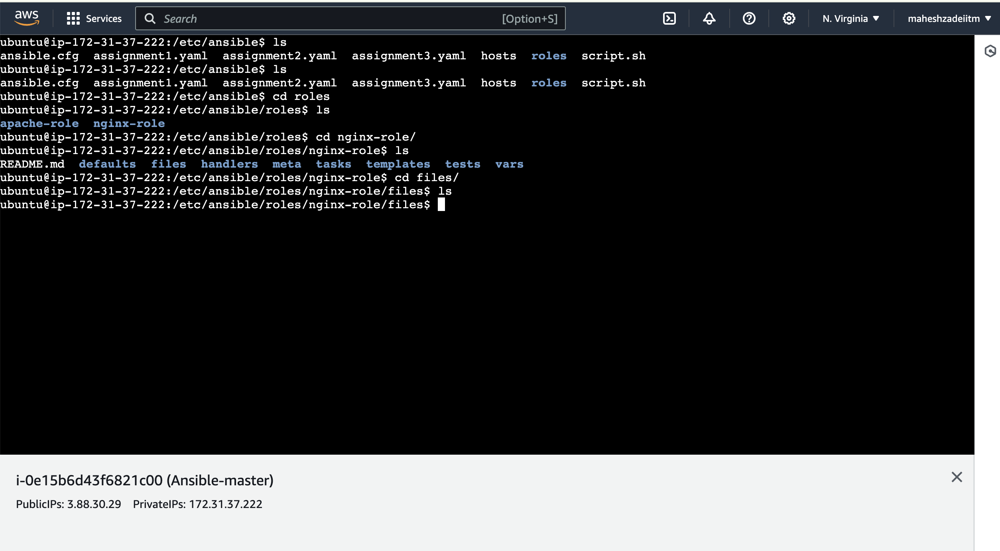 aws Services Search [Option+S] N. Virginia maheshzadeiitm
ubuntu@ip-172-31-37-222:/etc/ansible$ ls
ansible.cfg  assignment1.yaml  assignment2.yaml  assignment3.yaml  hosts  roles  script.sh
ubuntu@ip-172-31-37-222:/etc/ansible$ ls
ansible.cfg  assignment1.yaml  assignment2.yaml  assignment3.yaml  hosts  roles  script.sh
ubuntu@ip-172-31-37-222:/etc/ansible$ cd roles
ubuntu@ip-172-31-37-222:/etc/ansible/roles$ ls
apache-role  nginx-role
ubuntu@ip-172-31-37-222:/etc/ansible/roles$ cd nginx-role/
ubuntu@ip-172-31-37-222:/etc/ansible/roles/nginx-role$ ls
README.md  defaults  files  handlers  meta  tasks  templates  tests  vars
ubuntu@ip-172-31-37-222:/etc/ansible/roles/nginx-role$ cd files/
ubuntu@ip-172-31-37-222:/etc/ansible/roles/nginx-role/files$ ls
ubuntu@ip-172-31-37-222:/etc/ansible/roles/nginx-role/files$
i-0e15b6d43f6821c00 (Ansible-master)
PublicIPs: 3.88.30.29 PrivateIPs: 172.31.37.222